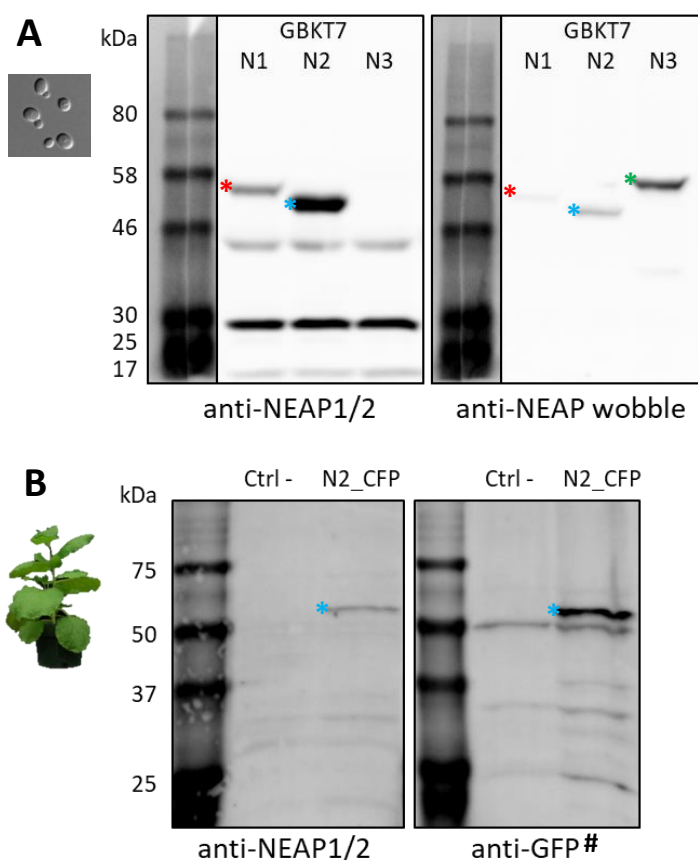 A
kDa
GBKT7
GBKT7
N1 N2 N3
N1 N2 N3
80
58
46
30
25
17
* * * * *
anti-NEAP1/2
anti-NEAP wobble
B
kDa
Ctrl - N2_CFP
Ctrl - N2_CFP
75
50
37
25
* *
anti-NEAP1/2
anti-GFP#